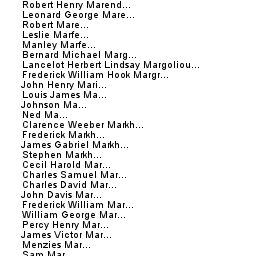 Robert Henry Marend...
Leonard George Mare...
Robert Mare...
Leslie Marfe...
Manley Marfe...
Bernard Michael Marg...
Lancelot Herbert Lindsay Margoliou...
Frederick William Hook Margr...
John Henry Mari...
Louis James Ma...
Johnson Ma...
Ned Ma...
Clarence Weeber Markh...
Frederick Markh...
James Gabriel Markh...
Stephen Markh...
Cecil Harold Mar...
Charles Samuel Mar...
Charles David Mar...
John Davis Mar...
Frederick William Mar...
William George Mar...
Percy Henry Mar...
James Victor Mar...
Menzies Mar...
Sam Mar...